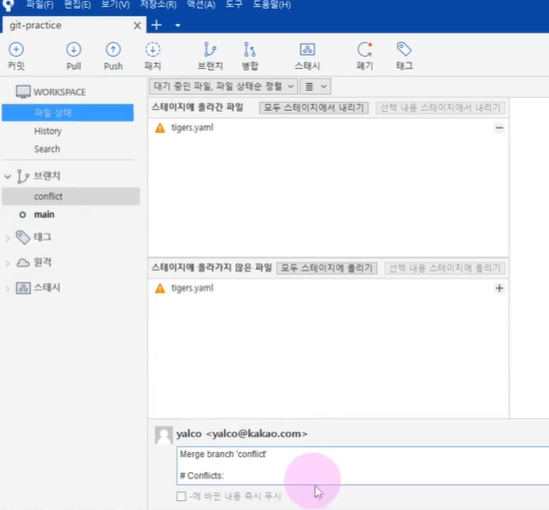 파일(F) 편집(E) 보기(V) 저장소(R) 액션(A) 도구 도움말(H)
git-practice
커밋 Pull Push 패치 브랜치 병합 스태시 폐기 태그
WORKSPACE
파일 상태
History
Search
브랜치
conflict
main
태그
원격
스태시
대기 중인 파일, 파일 상태순 정렬
스테이지에 올라간 파일 모두 스테이지에서 내리기 선택 내용 스테이지에서 내리기
tigers.yaml
스테이지에 올라가지 않은 파일 모두 스테이지에 올리기 선택 내용 스테이지에 올리기
tigers.yaml
yalco <yalco@kakao.com>
Merge branch 'conflict'
# Conflicts:
-에 바뀐 내용 즉시 푸시